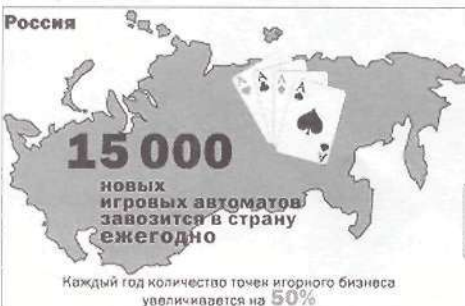 Россия
15 000
новых
игровых автоматов
завозится в страну
ежегодно
Каждый год количество точек игорного бизнеса
увеличивается на 50%